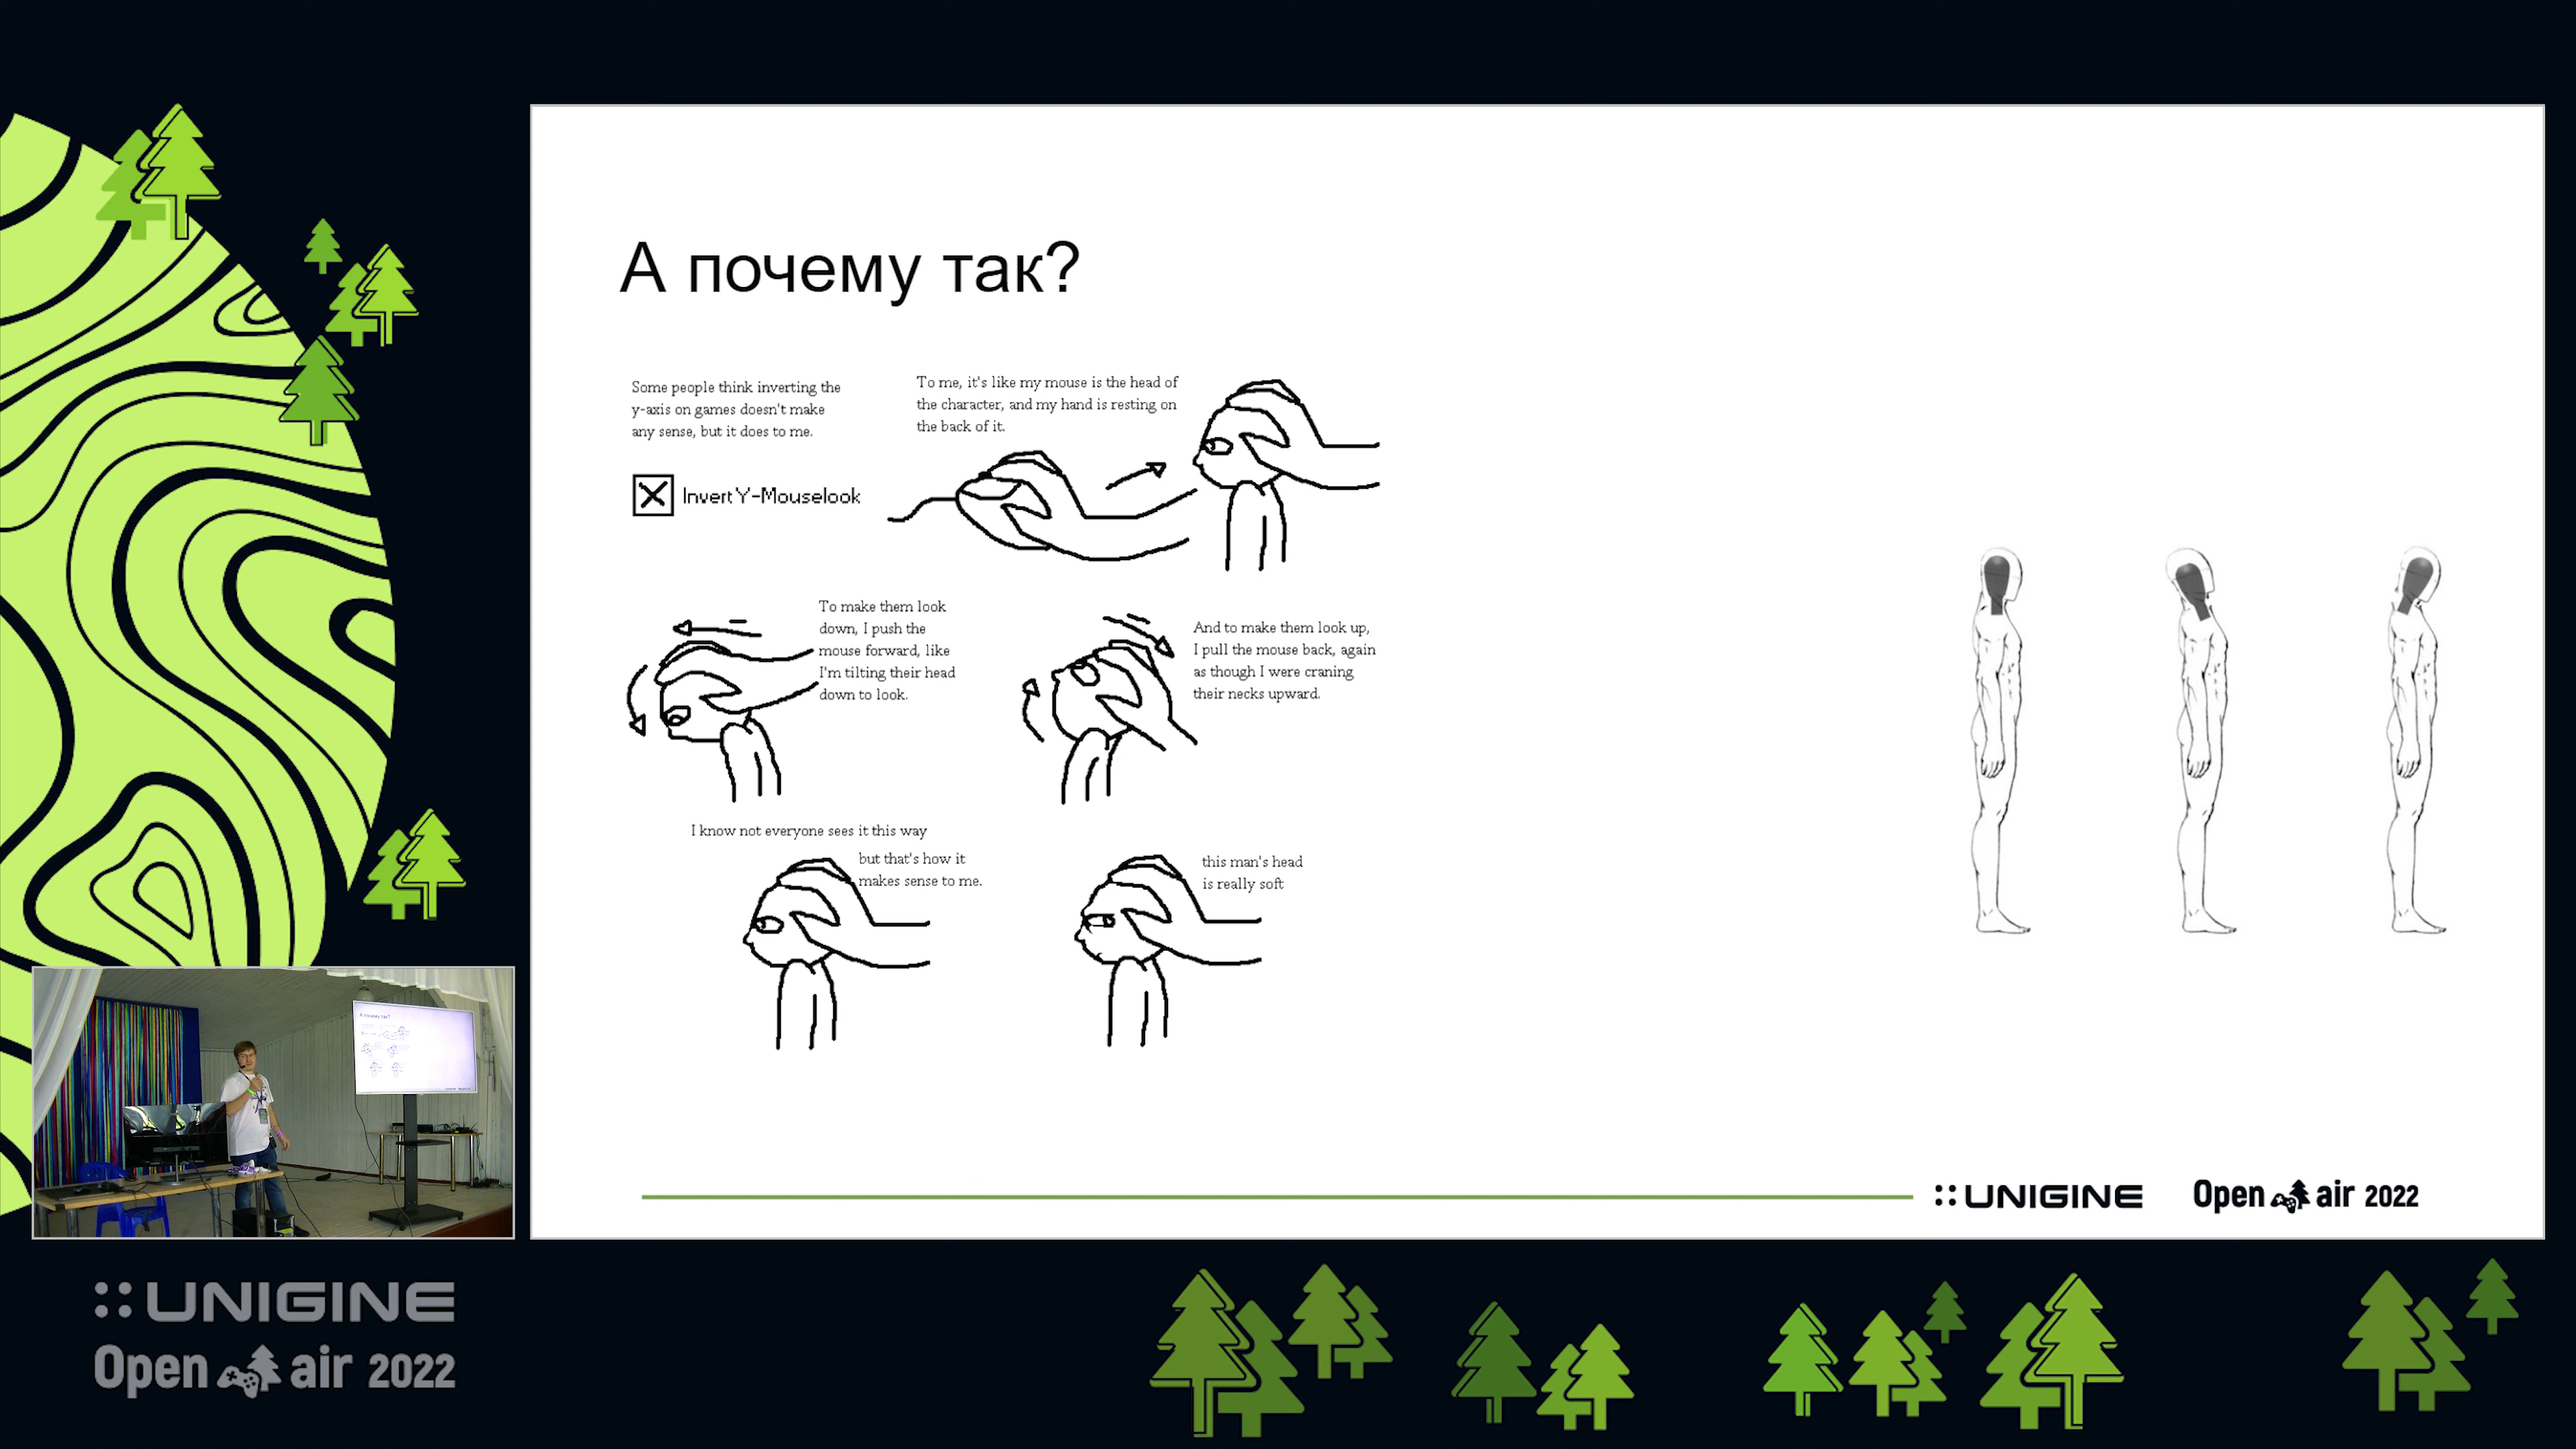 А почему так?
Some people think inverting the
y-axis on games doesn't make
any sense, but it does to me.
Invert Y-Mouselook
To me, it's like my mouse is the head of
the character, and my hand is resting on
the back of it.
To make them look
down, I push the
mouse forward, like
I'm tilting their head
down to look.
And to make them look up,
I pull the mouse back, again
as though I were craning
their necks upward.
I know not everyone sees it this way
but that's how it
makes sense to me.
this man's head
is really soft
UNIGINE
Open air 2022
А почему так?
UNIGINE
Open air 2022